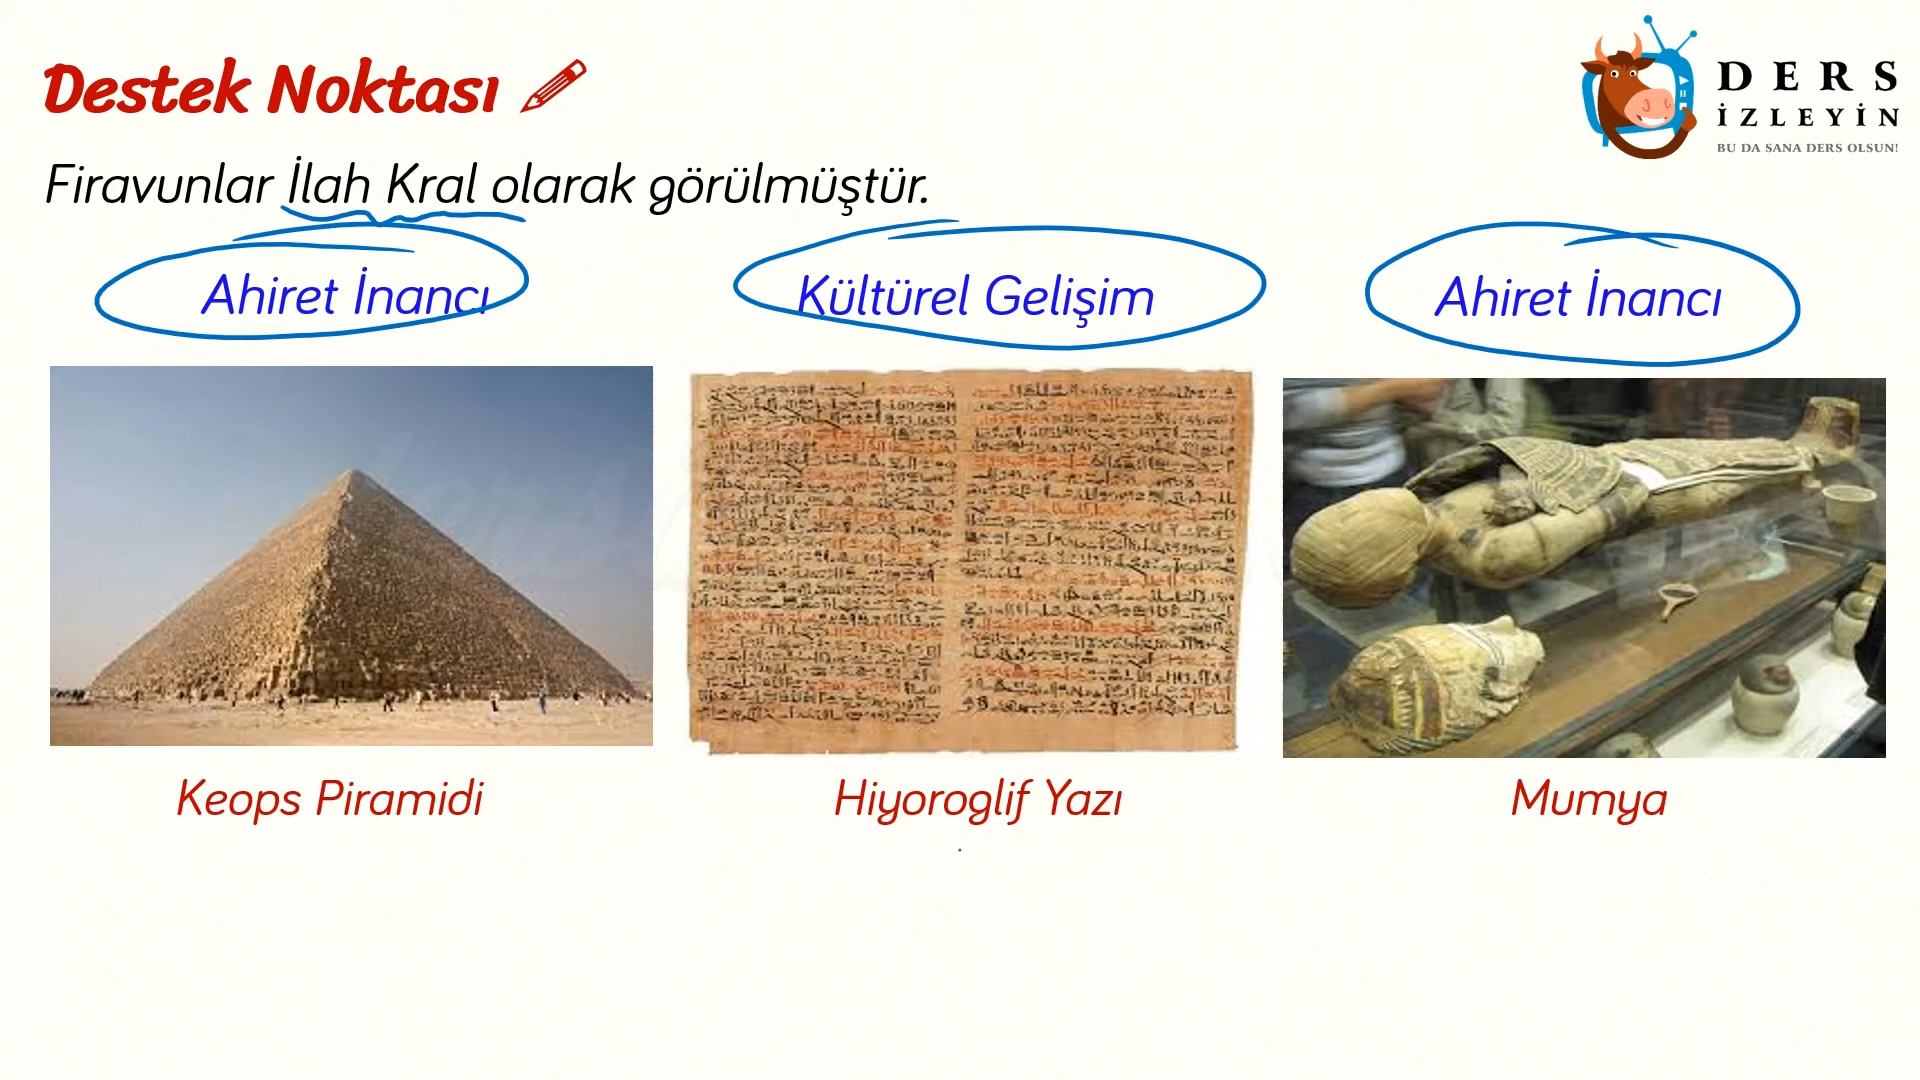 Destek Noktası
DERS
İZLEYİN
BU DA SANA DERS OLSUN!
Firavunlar İlah Kral olarak görülmüştür.
Ahiret İnancı
Kültürel Gelişim
Ahiret İnancı
Keops Piramidi
Hiyoroglif Yazı
Mumya